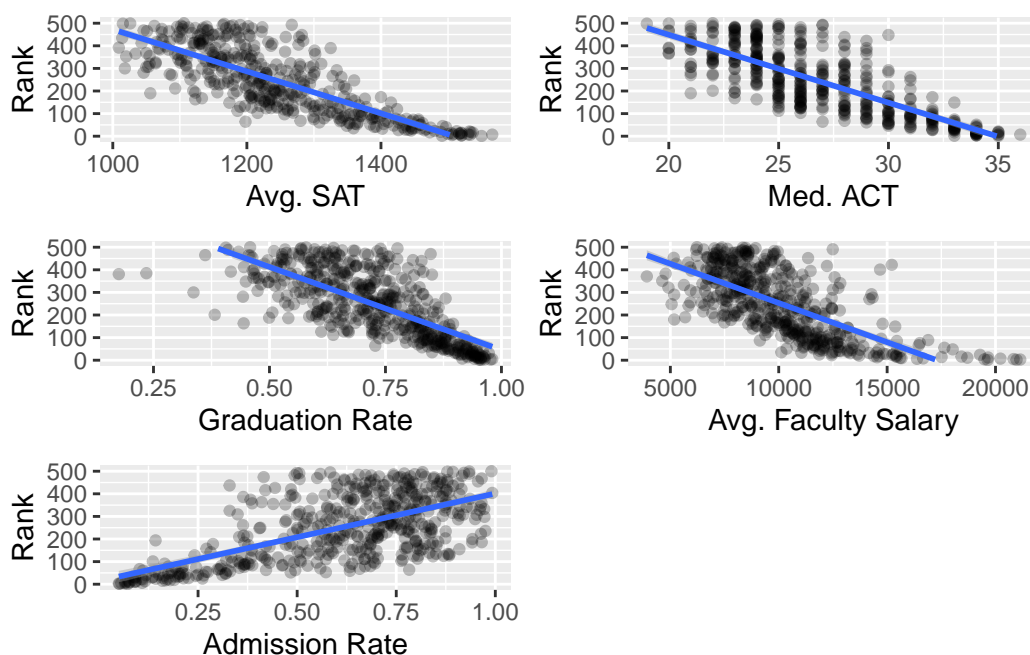 Rank
500
400
300
200
100
0
1000 1200 1400
Avg. SAT
Rank
500
400
300
200
100
0
20 25 30 35
Med. ACT
Rank
500
400
300
200
100
0
0.25 0.50 0.75 1.00
Graduation Rate
Rank
500
400
300
200
100
0
5000 10000 15000 20000
Avg. Faculty Salary
Rank
500
400
300
200
100
0
0.25 0.50 0.75 1.00
Admission Rate